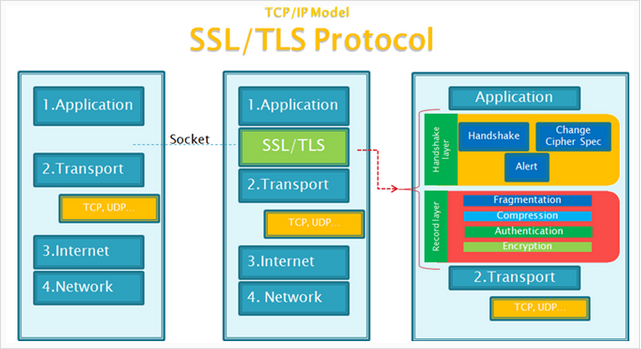 TCP/IP Model
SSL/TLS Protocol
1.Application
Socket
2.Transport
TCP, UDP...
3.Internet
4.Network
1.Application
SSL/TLS
2.Transport
TCP, UDP...
3.Internet
4. Network
Application
Handshake
layer
Handshake
Change
Cipher Spec
Alert
Record layer
Fragmentation
Compression
Authentication
Encryption
2.Transport
TCP, UDP...